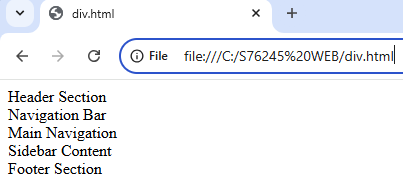 div.html
File file:///C:/S76245%20WEB/div.html
Header Section
Navigation Bar
Main Navigation
Sidebar Content
Footer Section